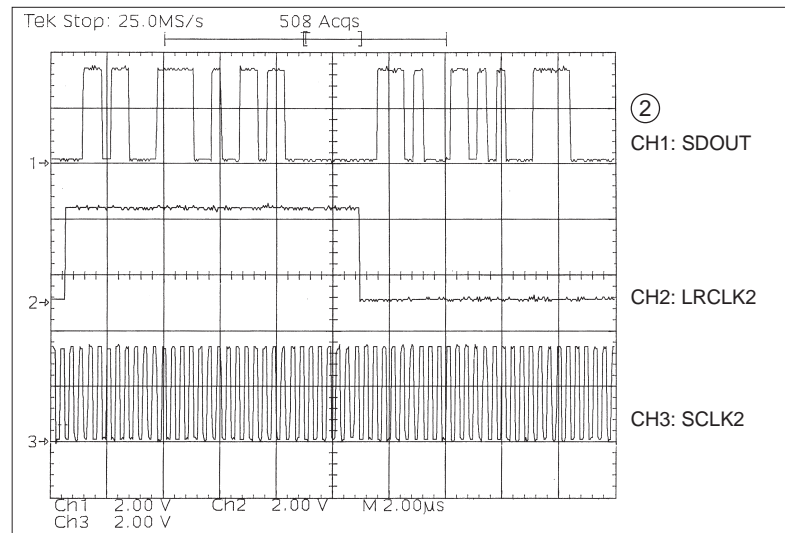 Tek Stop: 25.0MS/s 508 Acqs
②
CH1: SDOUT
1→
CH2: LRCLK2
2→
CH3: SCLK2
3→
Ch1 2.00 V Ch2 2.00 V M 2.00µs
Ch3 2.00 V